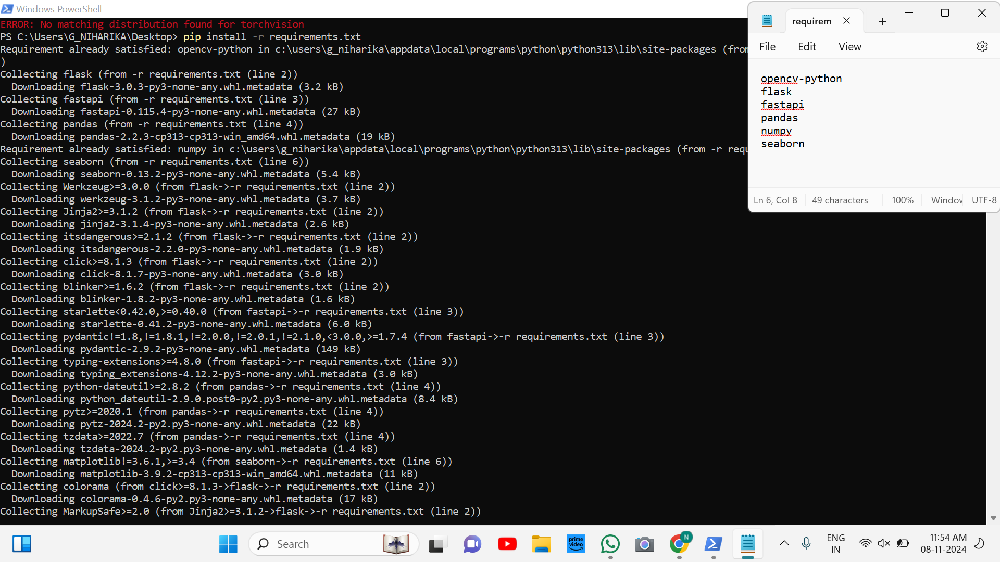 Windows PowerShell
ERROR: No matching distribution found for torchvision
PS C:\Users\G_NIHARIKA\Desktop> pip install -r requirements.txt
Requirement already satisfied: opencv-python in c:\users\g_niharika\appdata\local\programs\python\python313\lib\site-packages (from
)
Collecting flask (from -r requirements.txt (line 2))
  Downloading flask-3.0.3-py3-none-any.whl.metadata (3.2 kB)
Collecting fastapi (from -r requirements.txt (line 3))
  Downloading fastapi-0.115.4-py3-none-any.whl.metadata (27 kB)
Collecting pandas (from -r requirements.txt (line 4))
  Downloading pandas-2.2.3-cp313-cp313-win_amd64.whl.metadata (19 kB)
Requirement already satisfied: numpy in c:\users\g_niharika\appdata\local\programs\python\python313\lib\site-packages (from -r requ
Collecting seaborn (from -r requirements.txt (line 6))
  Downloading seaborn-0.13.2-py3-none-any.whl.metadata (5.4 kB)
Collecting Werkzeug>=3.0.0 (from flask->-r requirements.txt (line 2))
  Downloading werkzeug-3.1.2-py3-none-any.whl.metadata (3.7 kB)
Collecting Jinja2>=3.1.2 (from flask->-r requirements.txt (line 2))
  Downloading jinja2-3.1.4-py3-none-any.whl.metadata (2.6 kB)
Collecting itsdangerous>=2.1.2 (from flask->-r requirements.txt (line 2))
  Downloading itsdangerous-2.2.0-py3-none-any.whl.metadata (1.9 kB)
Collecting click>=8.1.3 (from flask->-r requirements.txt (line 2))
  Downloading click-8.1.7-py3-none-any.whl.metadata (3.0 kB)
Collecting blinker>=1.6.2 (from flask->-r requirements.txt (line 2))
  Downloading blinker-1.8.2-py3-none-any.whl.metadata (1.6 kB)
Collecting starlette<0.42.0,>=0.40.0 (from fastapi->-r requirements.txt (line 3))
  Downloading starlette-0.41.2-py3-none-any.whl.metadata (6.0 kB)
Collecting pydantic!=1.8,!=1.8.1,!=2.0.0,!=2.0.1,!=2.1.0,<3.0.0,>=1.7.4 (from fastapi->-r requirements.txt (line 3))
  Downloading pydantic-2.9.2-py3-none-any.whl.metadata (149 kB)
Collecting typing-extensions>=4.8.0 (from fastapi->-r requirements.txt (line 3))
  Downloading typing_extensions-4.12.2-py3-none-any.whl.metadata (3.0 kB)
Collecting python-dateutil>=2.8.2 (from pandas->-r requirements.txt (line 4))
  Downloading python_dateutil-2.9.0.post0-py2.py3-none-any.whl.metadata (8.4 kB)
Collecting pytz>=2020.1 (from pandas->-r requirements.txt (line 4))
  Downloading pytz-2024.2-py2.py3-none-any.whl.metadata (22 kB)
Collecting tzdata>=2022.7 (from pandas->-r requirements.txt (line 4))
  Downloading tzdata-2024.2-py2.py3-none-any.whl.metadata (1.4 kB)
Collecting matplotlib!=3.6.1,>=3.4 (from seaborn->-r requirements.txt (line 6))
  Downloading matplotlib-3.9.2-cp313-cp313-win_amd64.whl.metadata (11 kB)
Collecting colorama (from click>=8.1.3->flask->-r requirements.txt (line 2))
  Downloading colorama-0.4.6-py2.py3-none-any.whl.metadata (17 kB)
Collecting MarkupSafe>=2.0 (from Jinja2>=3.1.2->flask->-r requirements.txt (line 2))
requirem
File Edit View
opencv-python
flask
fastapi
pandas
numpy
seaborn
Ln 6, Col 8 49 characters 100% Window UTF-8
Search
prime video
N
ENG
IN
11:54 AM
08-11-2024